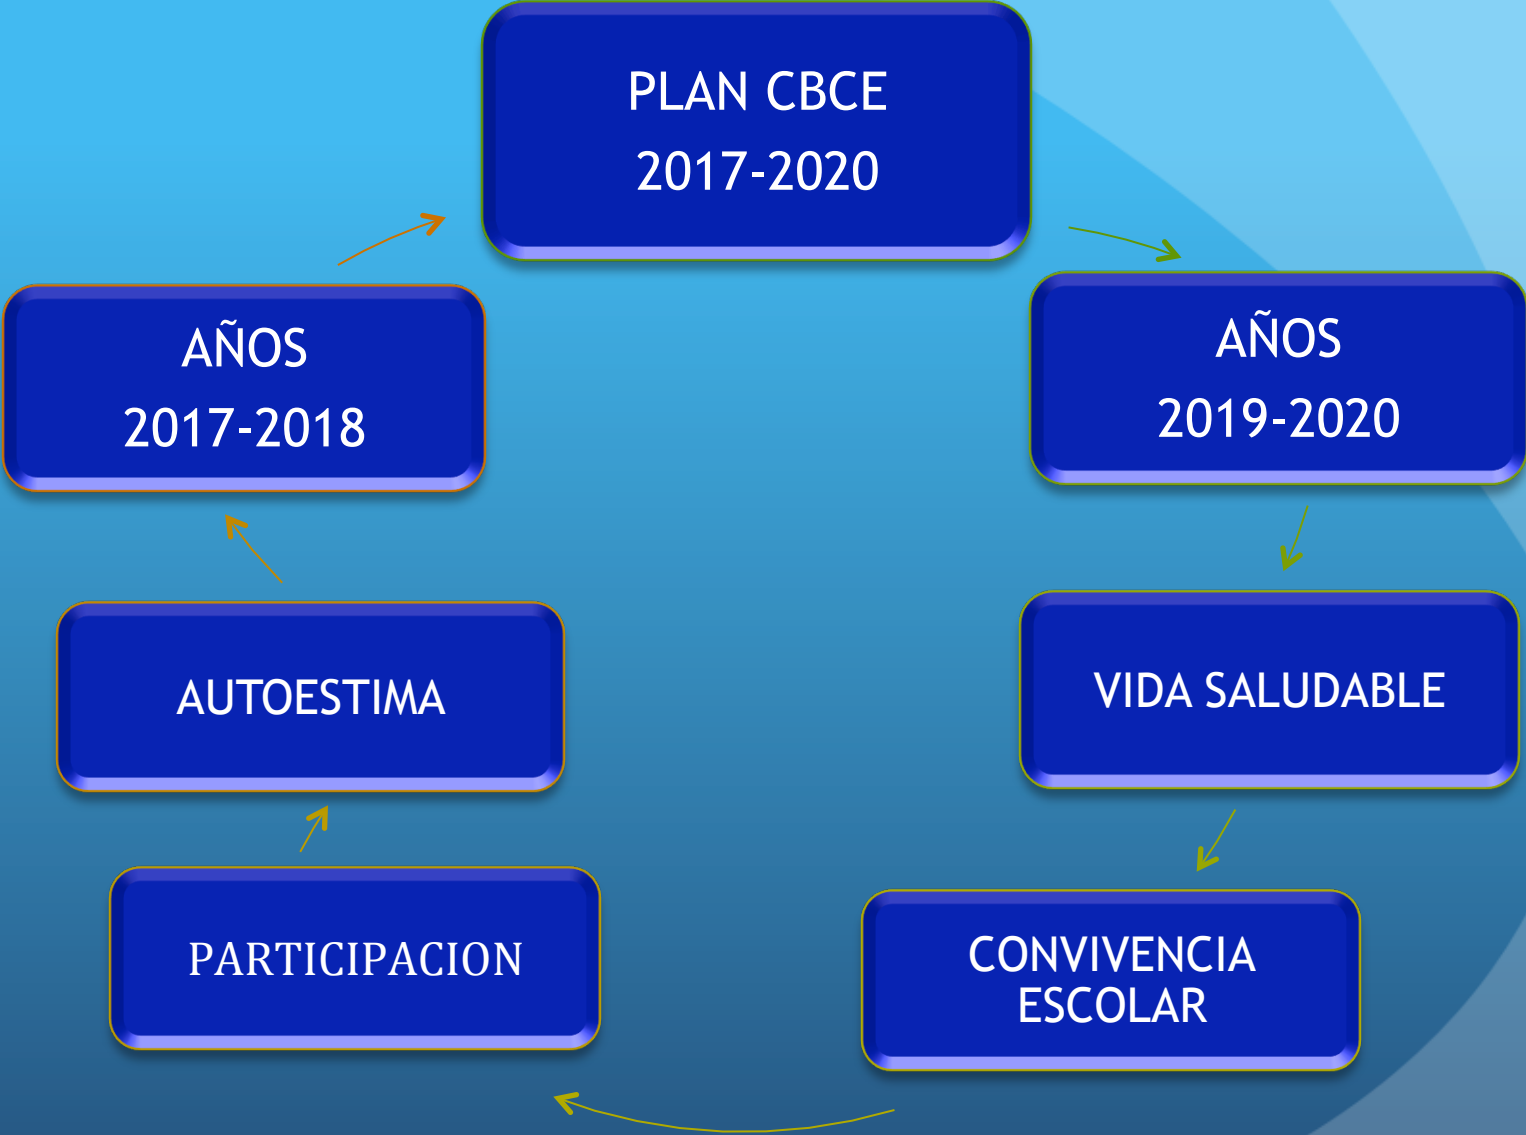 PLAN CBCE
2017-2020
AÑOS
2019-2020
VIDA SALUDABLE
CONVIVENCIA
ESCOLAR
PARTICIPACION
AUTOESTIMA
AÑOS
2017-2018